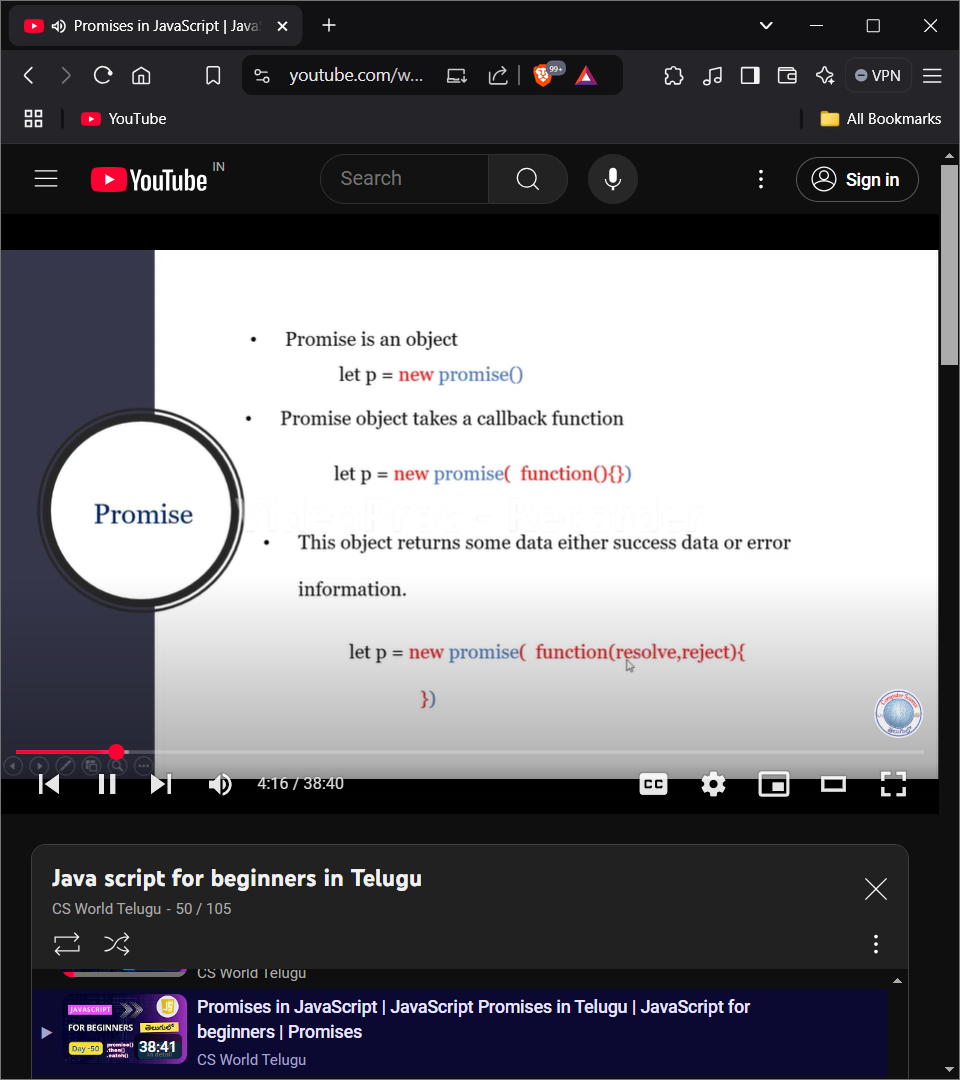 Promises in JavaScript | Java
youtube.com/w...
99+
VPN
YouTube
All Bookmarks
YouTube IN
Search
Sign in
• Promise is an object
let p = new promise()
• Promise object takes a callback function
let p = new promise( function(){})
Promise
• This object returns some data either success data or error
information.
let p = new promise( function(resolve,reject){
})
4:16 / 38:40
CC
Java script for beginners in Telugu
CS World Telugu - 50 / 105
CS World Telugu
JAVASCRIPT
JS
FOR BEGINNERS తెలుగులో
Day -50
promise()
.then()
.catch()
38:41
Promises in JavaScript | JavaScript Promises in Telugu | JavaScript for
beginners | Promises
CS World Telugu